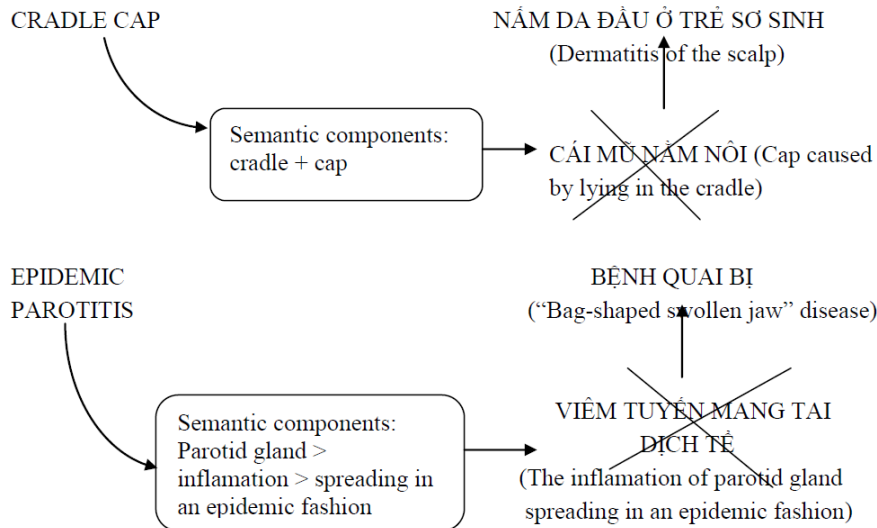 CRADLE CAP
NẤM DA ĐẦU Ở TRẺ SƠ SINH
(Dermatitis of the scalp)
Semantic components:
cradle + cap
CÁI MŨ NẰM NÔI (Cap caused
by lying in the cradle)
EPIDEMIC
PAROTITIS
BỆNH QUAI BỊ
(“Bag-shaped swollen jaw” disease)
Semantic components:
Parotid gland >
inflamation > spreading in
an epidemic fashion
VIÊM TUYẾN MANG TAI
DỊCH TỄ
(The inflamation of parotid gland
spreading in an epidemic fashion)